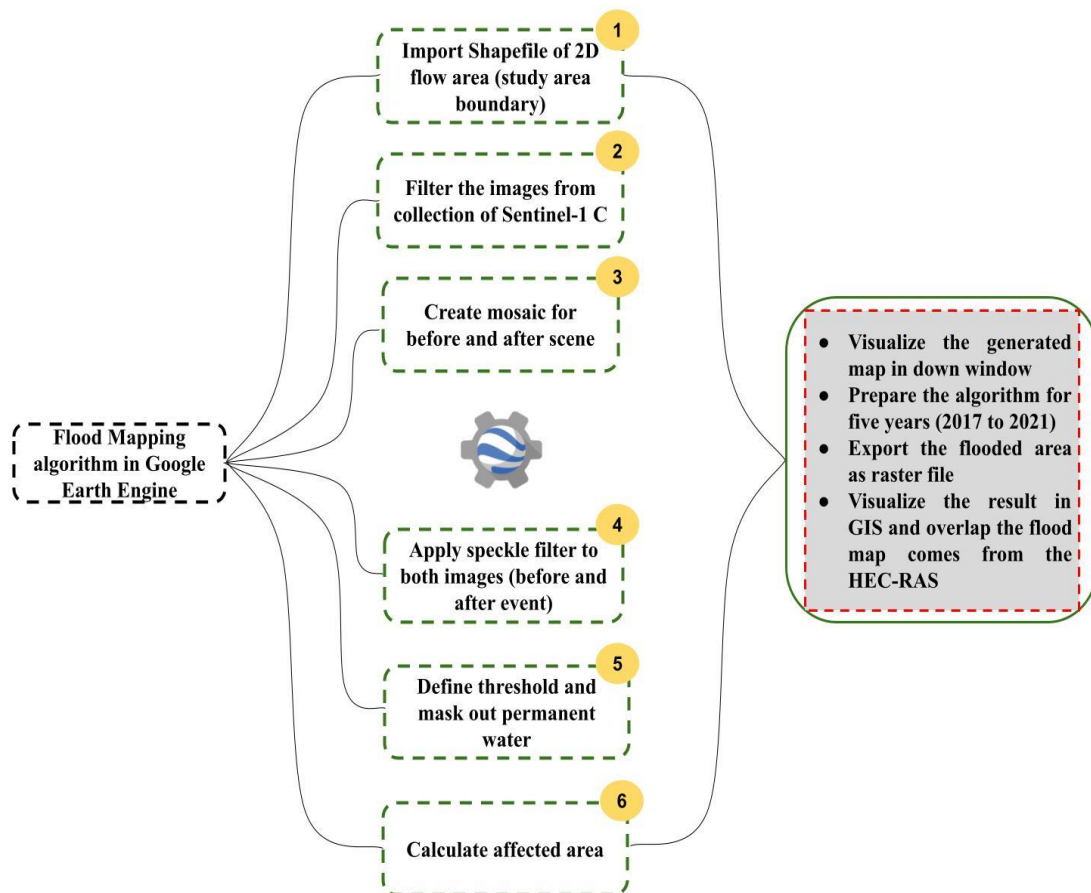 Flood Mapping
algorithm in Google
Earth Engine
1
Import Shapefile of 2D
flow area (study area
boundary)
2
Filter the images from
collection of Sentinel-1 C
3
Create mosaic for
before and after scene
4
Apply speckle filter to
both images (before and
after event)
5
Define threshold and
mask out permanent
water
6
Calculate affected area
● Visualize the generated
map in down window
● Prepare the algorithm for
five years (2017 to 2021)
● Export the flooded area
as raster file
● Visualize the result in
GIS and overlap the flood
map comes from the
HEC-RAS